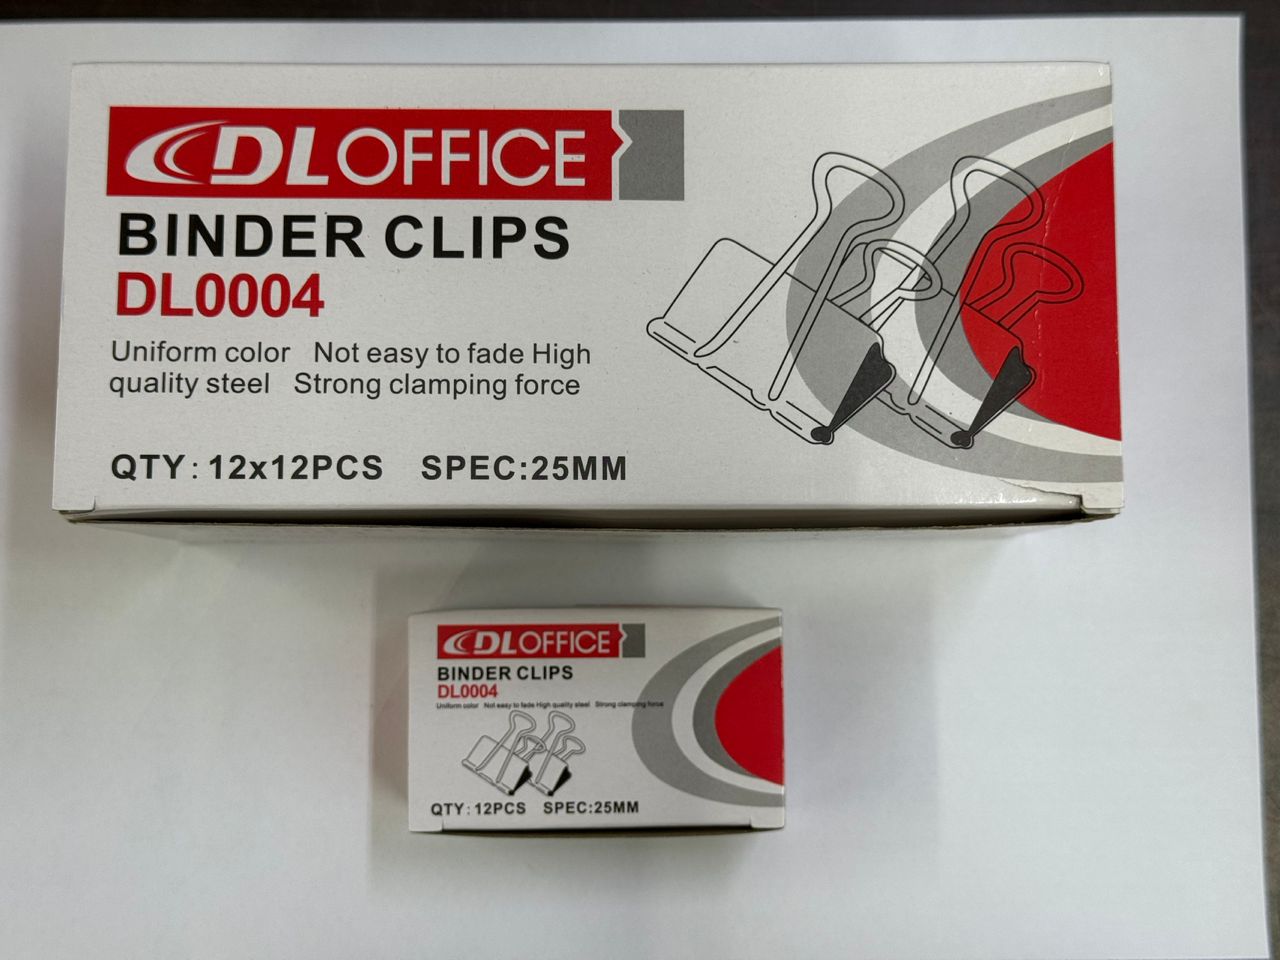 DLOFFICE
BINDER CLIPS
DL0004
Uniform color Not easy to fade High
quality steel Strong clamping force
QTY: 12x12PCS SPEC:25MM
DLOFFICE
BINDER CLIPS
DL0004
Uniform color Not easy to fade High quality steel Strong clamping force
QTY: 12PCS SPEC:25MM